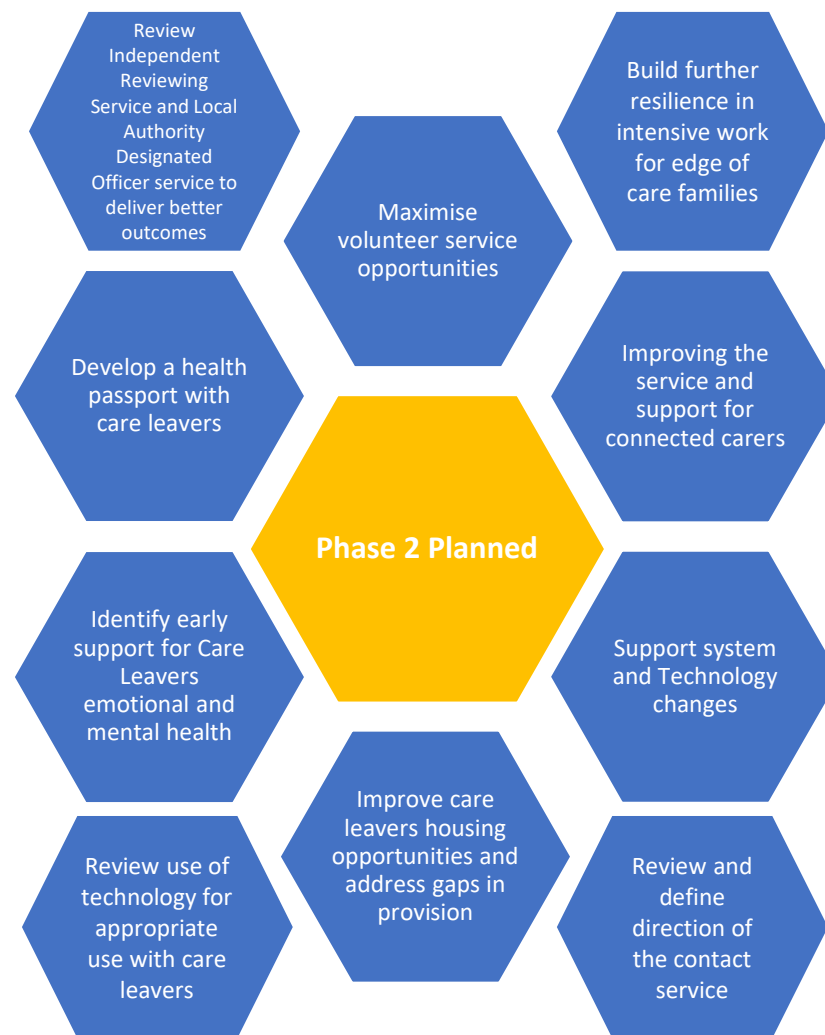 Review
Independent
Reviewing
Service and Local
Authority
Designated
Officer service to
deliver better
outcomes
Maximise
volunteer service
opportunities
Build further
resilience in
intensive work
for edge of
care families
Develop a health
passport with
care leavers
Improving the
service and
support for
connected carers
Phase 2 Planned
Identify early
support for Care
Leavers
emotional and
mental health
Support system
and Technology
changes
Improve care
leavers housing
opportunities and
address gaps in
provision
Review use of
technology for
appropriate
use with care
leavers
Review and
define
direction of
the contact
service